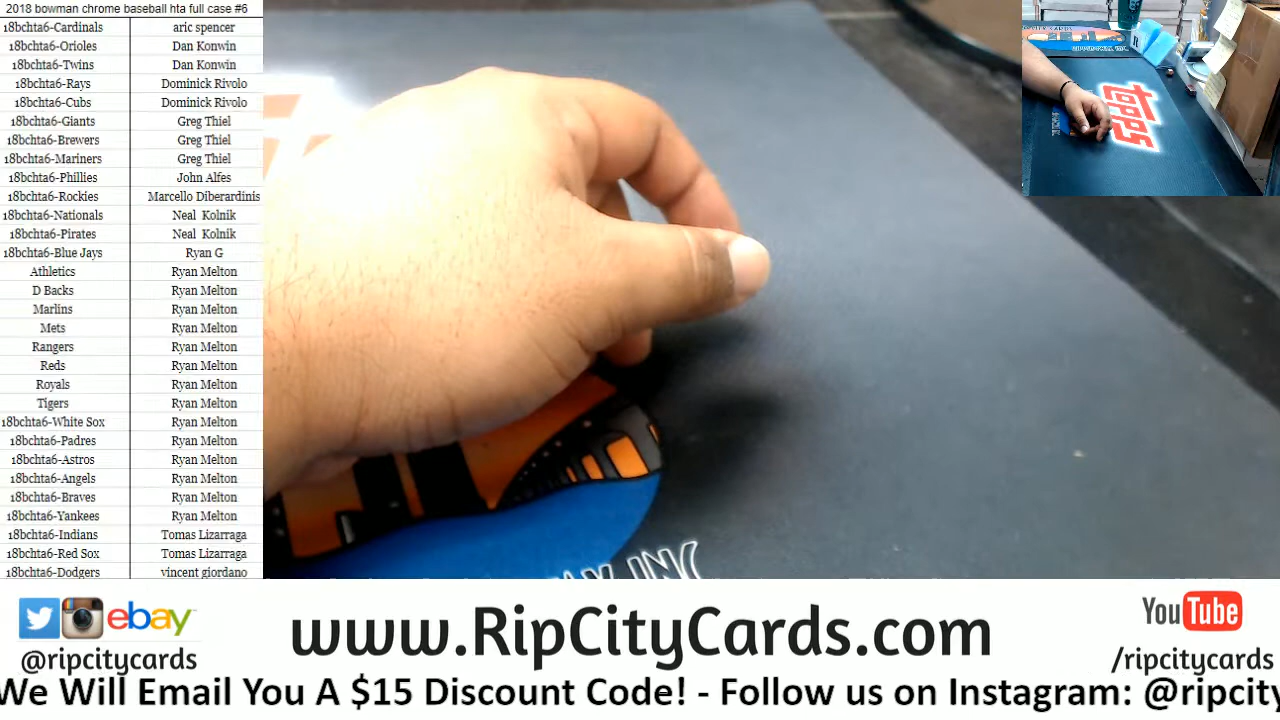 2018 bowman chrome baseball hta full case #6
18bchta6-Cardinals aric spencer
18bchta6-Orioles Dan Konwin
18bchta6-Twins Dan Konwin
18bchta6-Rays Dominick Rivolo
18bchta6-Cubs Dominick Rivolo
18bchta6-Giants Greg Thiel
18bchta6-Brewers Greg Thiel
18bchta6-Mariners Greg Thiel
18bchta6-Phillies John Alfes
18bchta6-Rockies Marcello Diberardinis
18bchta6-Nationals Neal Kolnik
18bchta6-Pirates Neal Kolnik
18bchta6-Blue Jays Ryan G
Athletics Ryan Melton
D Backs Ryan Melton
Marlins Ryan Melton
Mets Ryan Melton
Rangers Ryan Melton
Reds Ryan Melton
Royals Ryan Melton
Tigers Ryan Melton
18bchta6-White Sox Ryan Melton
18bchta6-Padres Ryan Melton
18bchta6-Astros Ryan Melton
18bchta6-Angels Ryan Melton
18bchta6-Braves Ryan Melton
18bchta6-Yankees Ryan Melton
18bchta6-Indians Tomas Lizarraga
18bchta6-Red Sox Tomas Lizarraga
18bchta6-Dodgers vincent giordano
topps
INC
ebay
@ripcitycards
www.RipCityCards.com
YouTube
/ripcitycards
We Will Email You A $15 Discount Code! - Follow us on Instagram: @ripcity